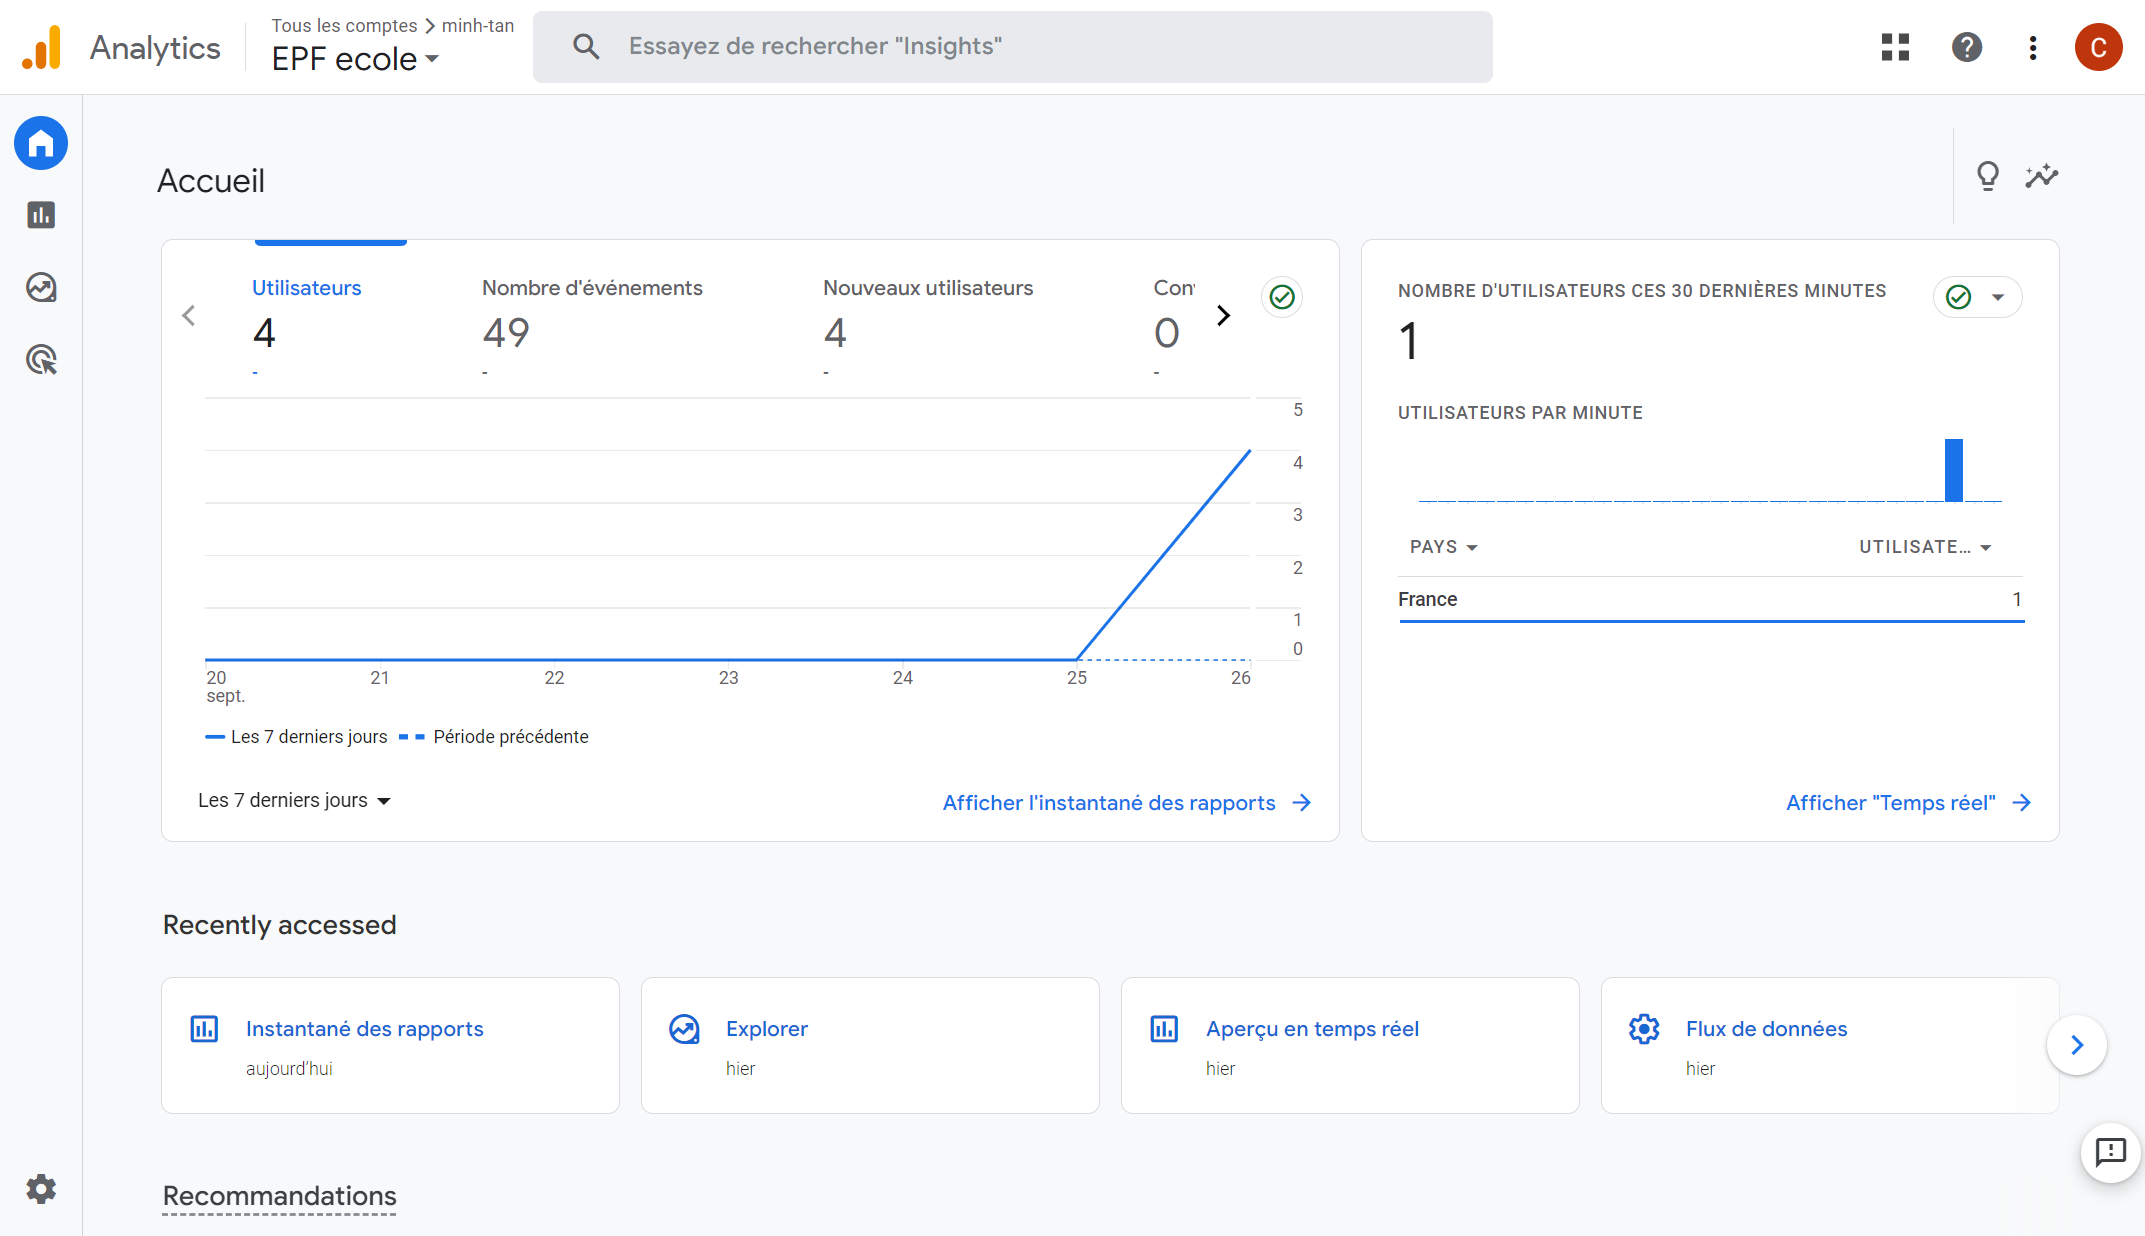 Analytics
Tous les comptes > minh-tan
EPF ecole
Essayez de rechercher "Insights"
C
Accueil
Utilisateurs
4
-
Nombre d'événements
49
-
Nouveaux utilisateurs
4
-
Con
0
-
5
4
3
2
1
0
20
sept.
21
22
23
24
25
26
Les 7 derniers jours
Période précédente
Les 7 derniers jours
Afficher l'instantané des rapports
NOMBRE D'UTILISATEURS CES 30 DERNIÈRES MINUTES
1
UTILISATEURS PAR MINUTE
PAYS
UTILISATE...
France
1
Afficher "Temps réel"
Recently accessed
Instantané des rapports
aujourd'hui
Explorer
hier
Aperçu en temps réel
hier
Flux de données
hier
Recommandations